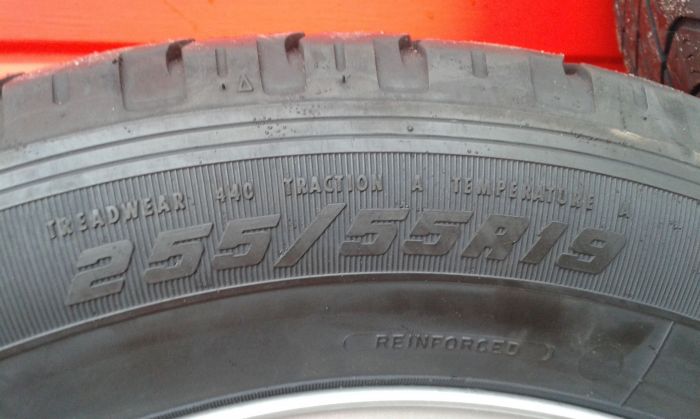 TREADWEAR 440 TRACTION A TEMPERATURE A
255/55R19
REINFORCED